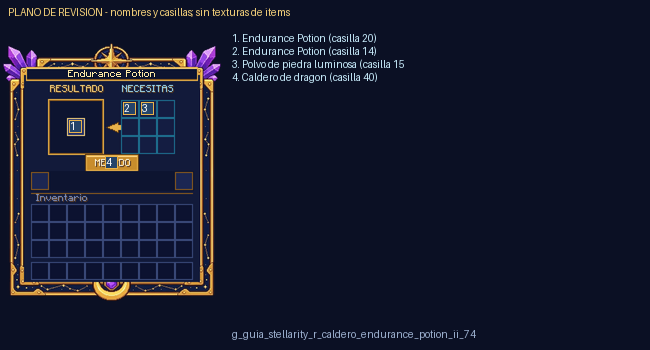 PLANO DE REVISION - nombres y casillas; sin texturas de items
1. Endurance Potion (casilla 20)
2. Endurance Potion (casilla 14)
3. Polvo de piedra luminosa (casilla 15
4. Caldero de dragon (casilla 40)
Endurance Potion
RESULTADO NECESITAS
2 3
1
ME4DO
Inventario
g_guia_stellarity_r_caldero_endurance_potion_ii_74